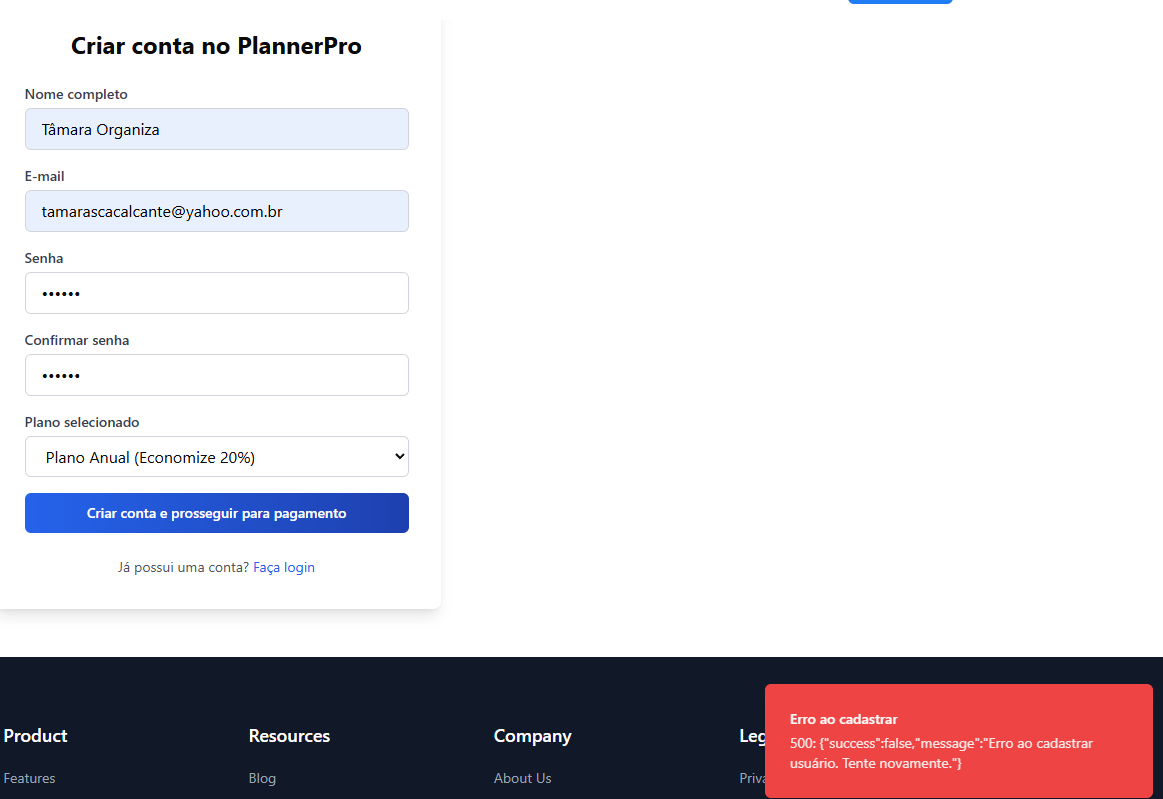 Criar conta no PlannerPro
Nome completo
Tâmara Organiza
E-mail
tamarascacalcante@yahoo.com.br
Senha
••••••
Confirmar senha
••••••
Plano selecionado
Plano Anual (Economize 20%)
Criar conta e prosseguir para pagamento
Já possui uma conta? Faça login
Product
Resources
Company
Leg
Features
Blog
About Us
Priva
Erro ao cadastrar
500: {"success":false,"message":"Erro ao cadastrar
usuário. Tente novamente."}